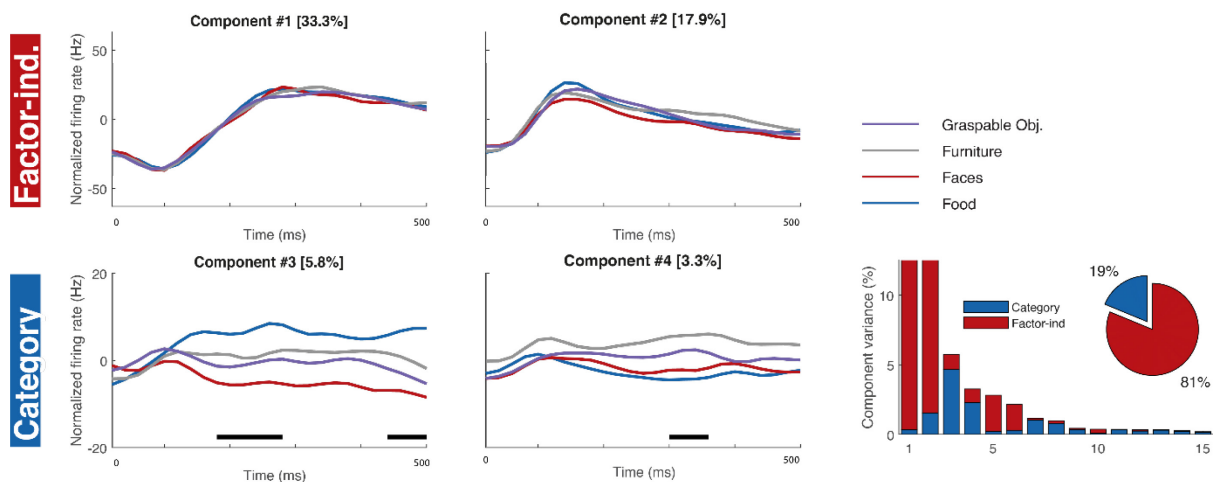 Factor-ind.
Component #1 [33.3%]
Normalized firing rate (Hz)
50
0
-50
0
500
Time (ms)
Component #2 [17.9%]
0
500
Time (ms)
Graspable Obj.
Furniture
Faces
Food
Category
Component #3 [5.8%]
Normalized firing rate (Hz)
20
0
-20
0
500
Time (ms)
Component #4 [3.3%]
0
500
Time (ms)
Component variance (%)
10
5
0
1
5
10
15
Category
Factor-ind
19%
81%